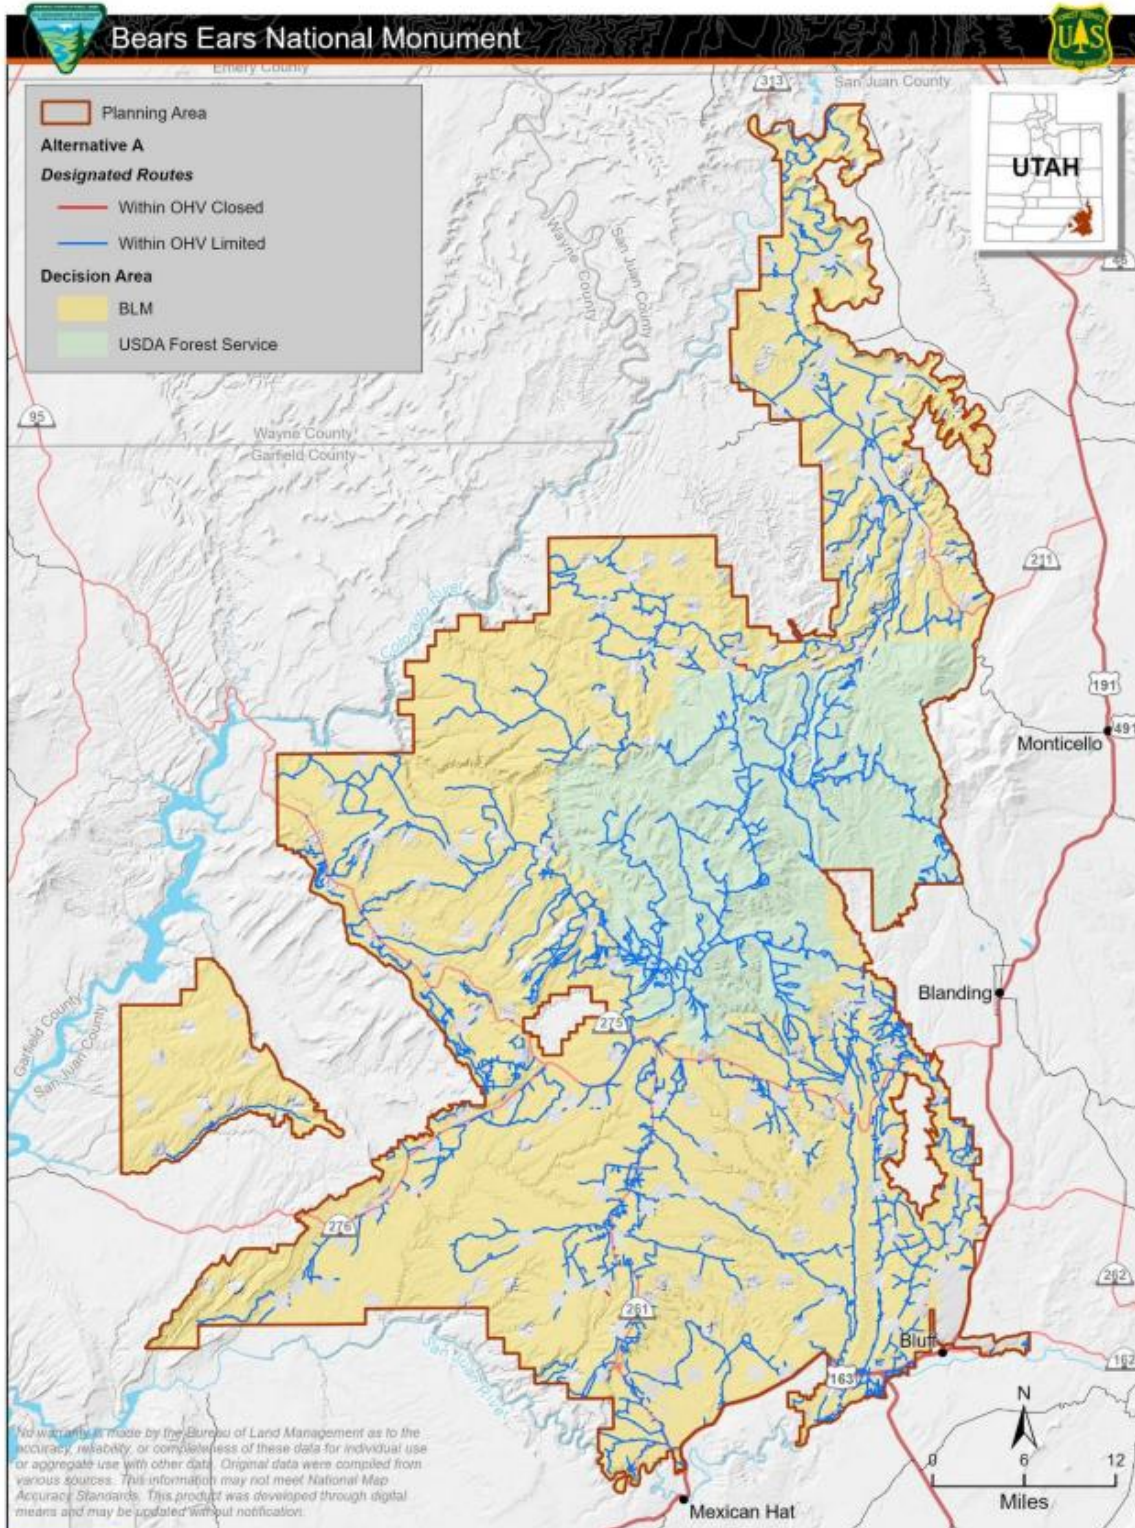 Bears Ears National Monument
FOREST SERVICE
U S
Emery County
313
San Juan County
Planning Area
Alternative A
Designated Routes
Within OHV Closed
Within OHV Limited
Decision Area
BLM
USDA Forest Service
UTAH
Wayne County
San Juan County
95
Wayne County
Garfield County
211
Colorado River
191
491
Monticello
Blanding
275
Garfield County
San Juan County
276
262
261
Bluff
163
162
San Juan River
N
0 6 12
Miles
Mexican Hat
No warranty is made by the Bureau of Land Management as to the
accuracy, reliability, or completeness of these data for individual use
or aggregate use with other data. Original data were compiled from
various sources. This information may not meet National Map
Accuracy Standards. This product was developed through digital
means and may be updated without notification.